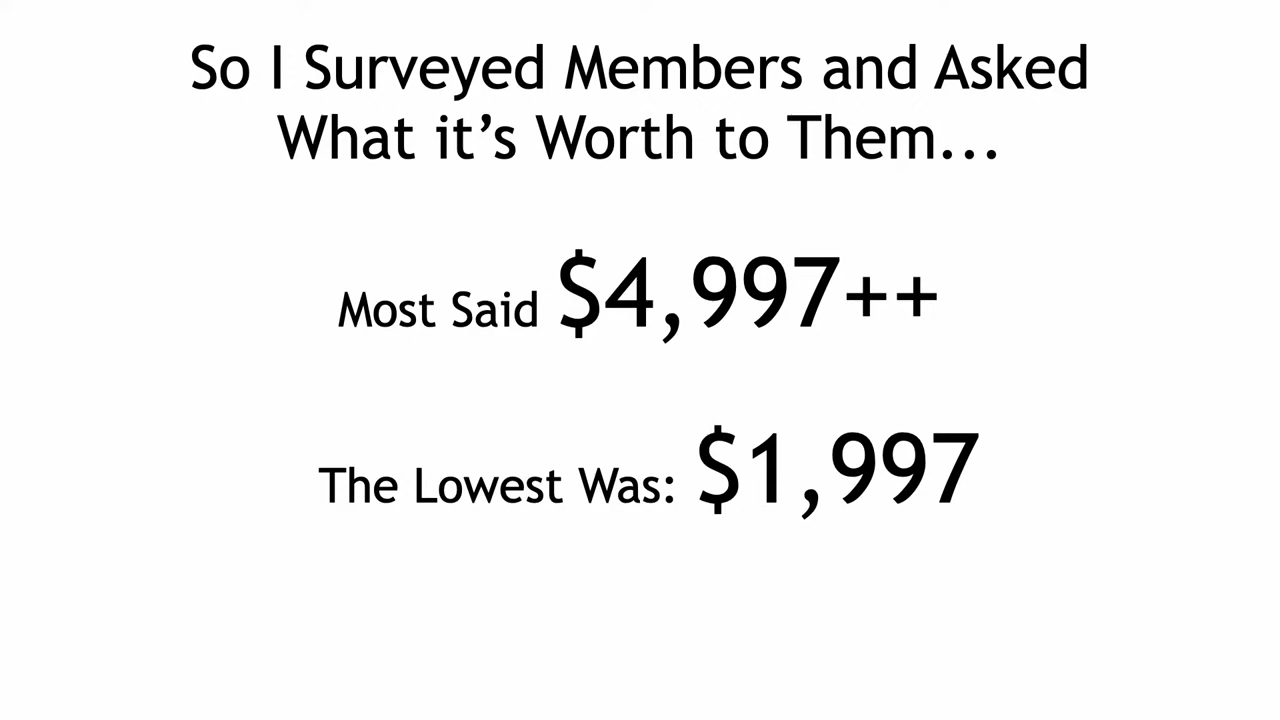 So I Surveyed Members and Asked
What it’s Worth to Them...
Most Said $4,997++
The Lowest Was: $1,997